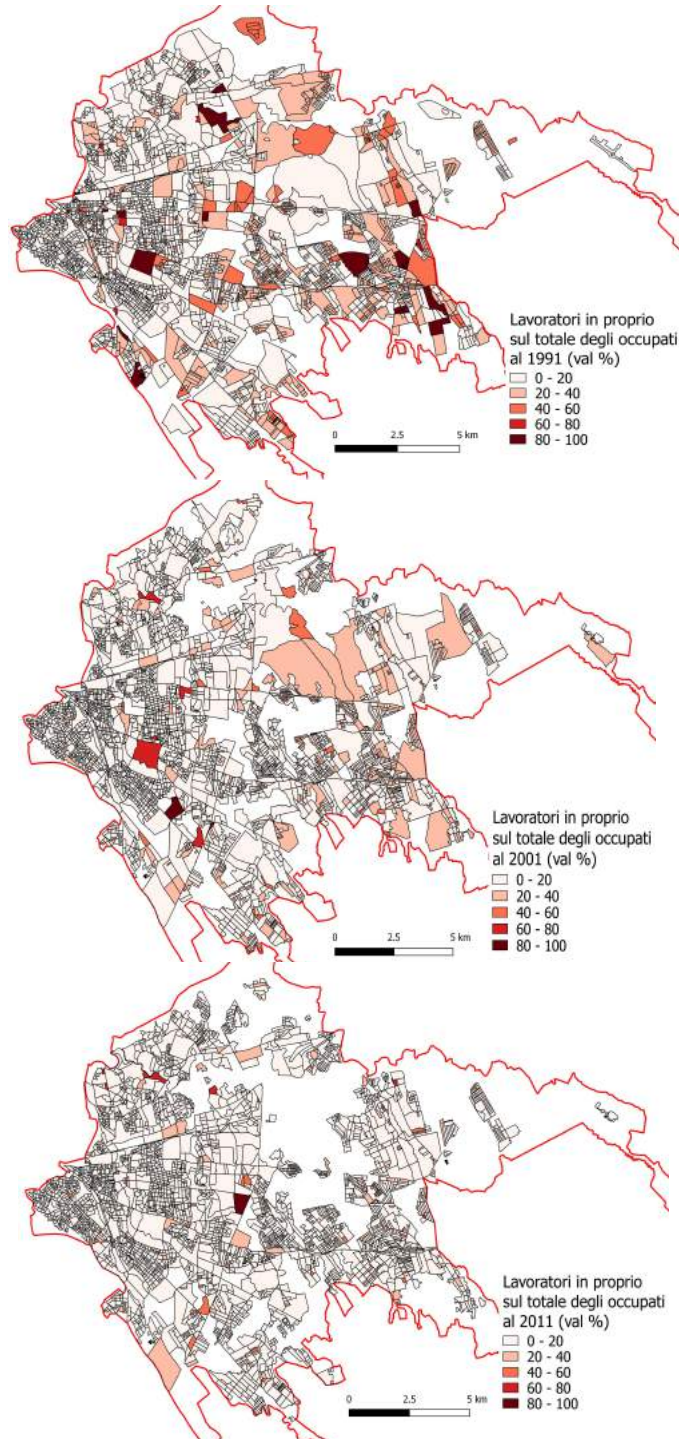 Lavoratori in proprio
sul totale degli occupati
al 1991 (val %)
0 - 20
20 - 40
40 - 60
60 - 80
80 - 100
0 2.5 5 km
Lavoratori in proprio
sul totale degli occupati
al 2001 (val %)
0 - 20
20 - 40
40 - 60
60 - 80
80 - 100
0 2.5 5 km
Lavoratori in proprio
sul totale degli occupati
al 2011 (val %)
0 - 20
20 - 40
40 - 60
60 - 80
80 - 100
0 2.5 5 km